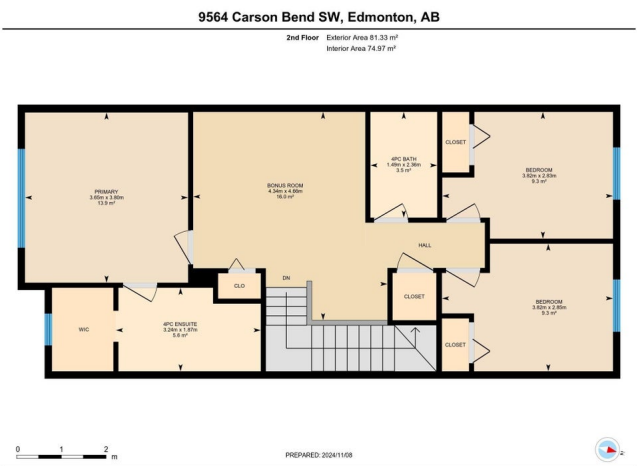 9564 Carson Bend SW, Edmonton, AB
2nd Floor Exterior Area 81.33 m²
Interior Area 74.97 m²
PRIMARY
3.65m x 3.80m
13.9 m²
BONUS ROOM
4.34m x 4.66m
16.0 m²
4PC BATH
1.49m x 2.36m
3.5 m²
CLOSET
BEDROOM
3.82m x 2.83m
9.3 m²
HALL
CLO
DN
CLOSET
BEDROOM
3.82m x 2.85m
9.3 m²
WIC
4PC ENSUITE
3.24m x 1.87m
5.6 m²
CLOSET
0 1 2
m
PREPARED: 2024/11/08